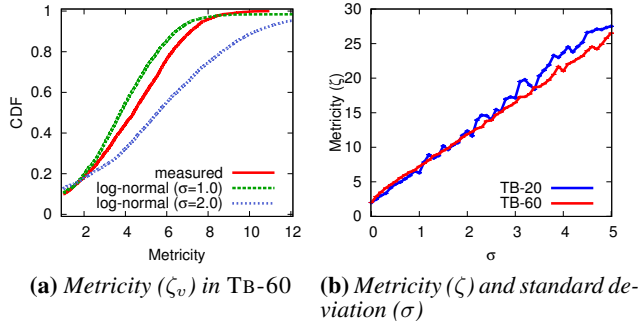 1
0.8
0.6
0.4
0.2
0
CDF
2 4 6 8 10 12
Metricity
measured
log-normal (σ=1.0)
log-normal (σ=2.0)
30
25
20
15
10
5
0
Metricity (ζ)
0 1 2 3 4 5
σ
TB-20
TB-60
(a) Metricity (ζv) in TB-60
(b) Metricity (ζ) and standard de-
viation (σ)